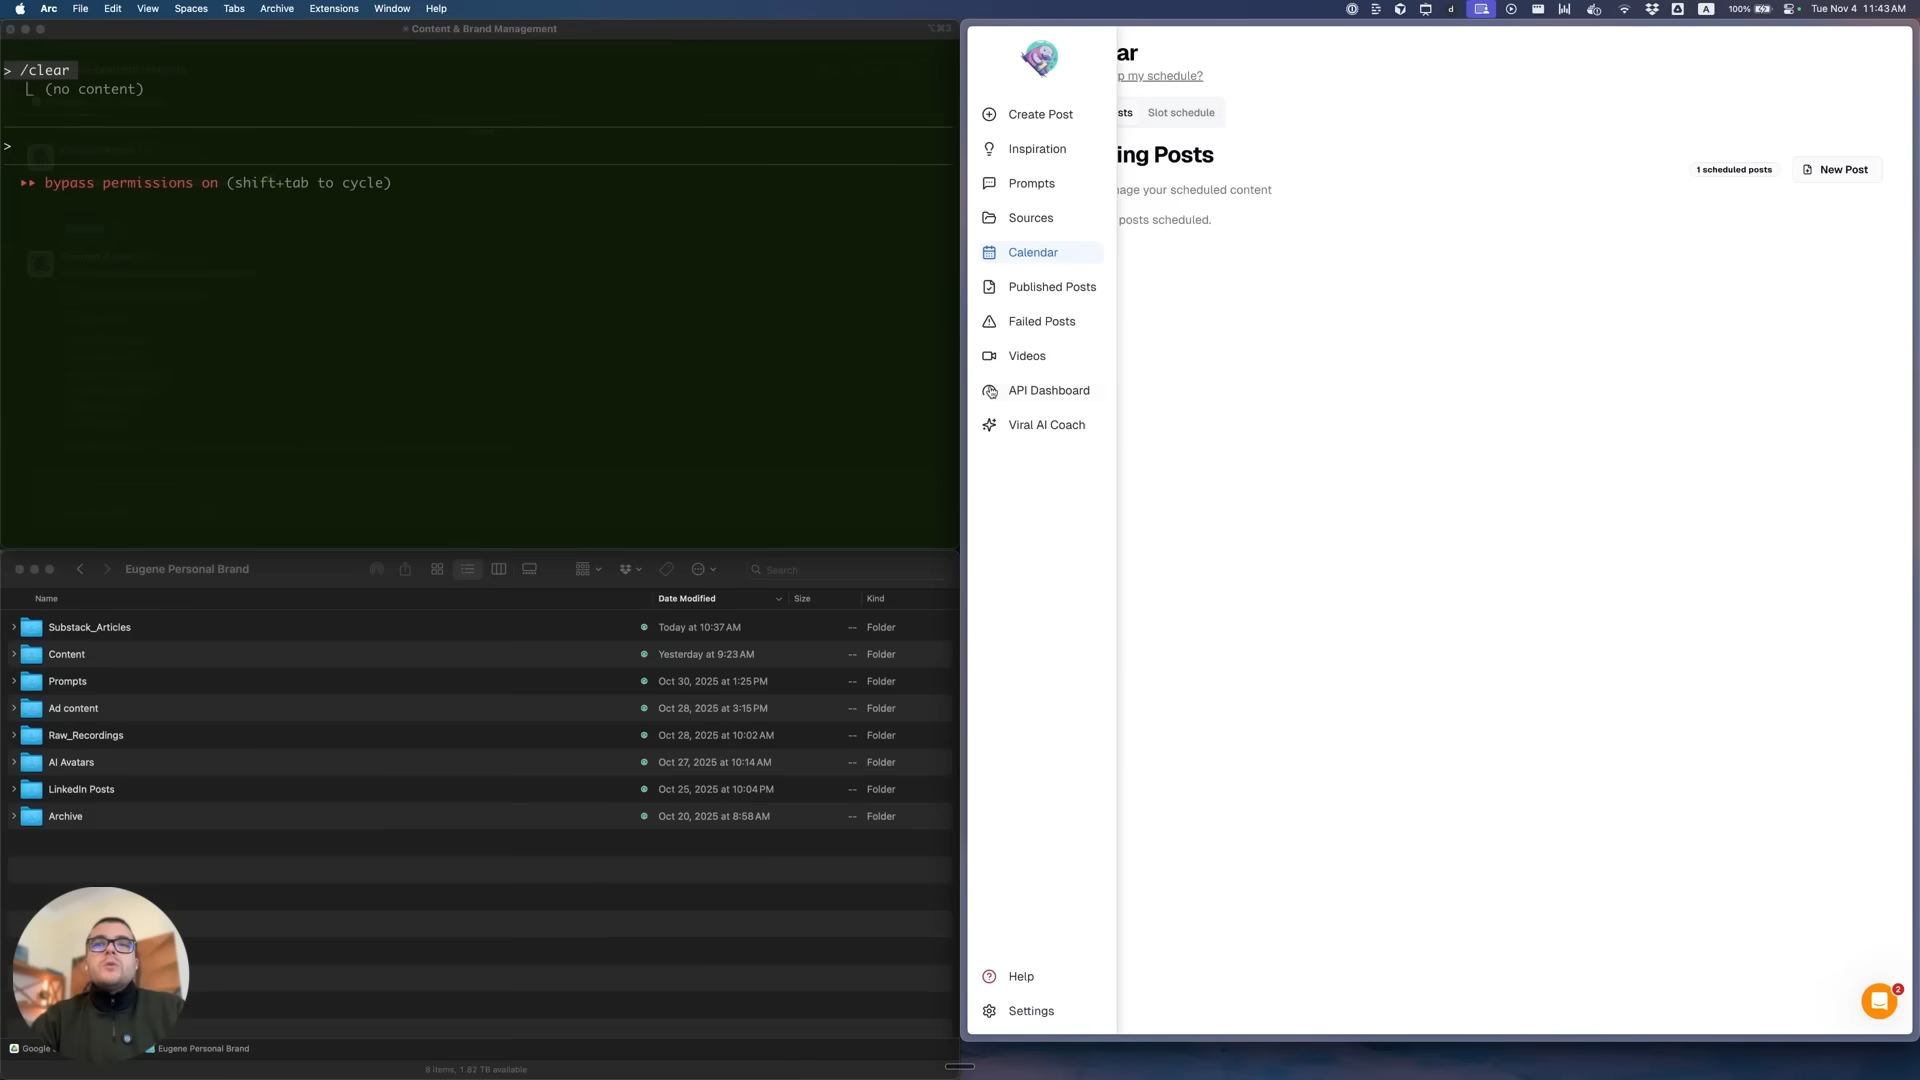 Arc File Edit View Spaces Tabs Archive Extensions Window Help
100% Tue Nov 4 11:43 AM
Content & Brand Management
⌥⌘3
> /clear
(no content)
>
bypass permissions on (shift+tab to cycle)
Eugene Personal Brand
Search
Name Date Modified Size Kind
Substack_Articles Today at 10:37 AM -- Folder
Content Yesterday at 9:23 AM -- Folder
Prompts Oct 30, 2025 at 1:25 PM -- Folder
Ad content Oct 28, 2025 at 3:15 PM -- Folder
Raw_Recordings Oct 28, 2025 at 10:02 AM -- Folder
AI Avatars Oct 27, 2025 at 10:14 AM -- Folder
LinkedIn Posts Oct 25, 2025 at 10:04 PM -- Folder
Archive Oct 20, 2025 at 8:58 AM -- Folder
Google
Eugene Personal Brand
8 items, 1.82 TB available
Create Post
Inspiration
Prompts
Sources
Calendar
Published Posts
Failed Posts
Videos
API Dashboard
Viral AI Coach
Help
Settings
ar
p my schedule?
sts Slot schedule
ing Posts
1 scheduled posts New Post
nage your scheduled content
posts scheduled.
2